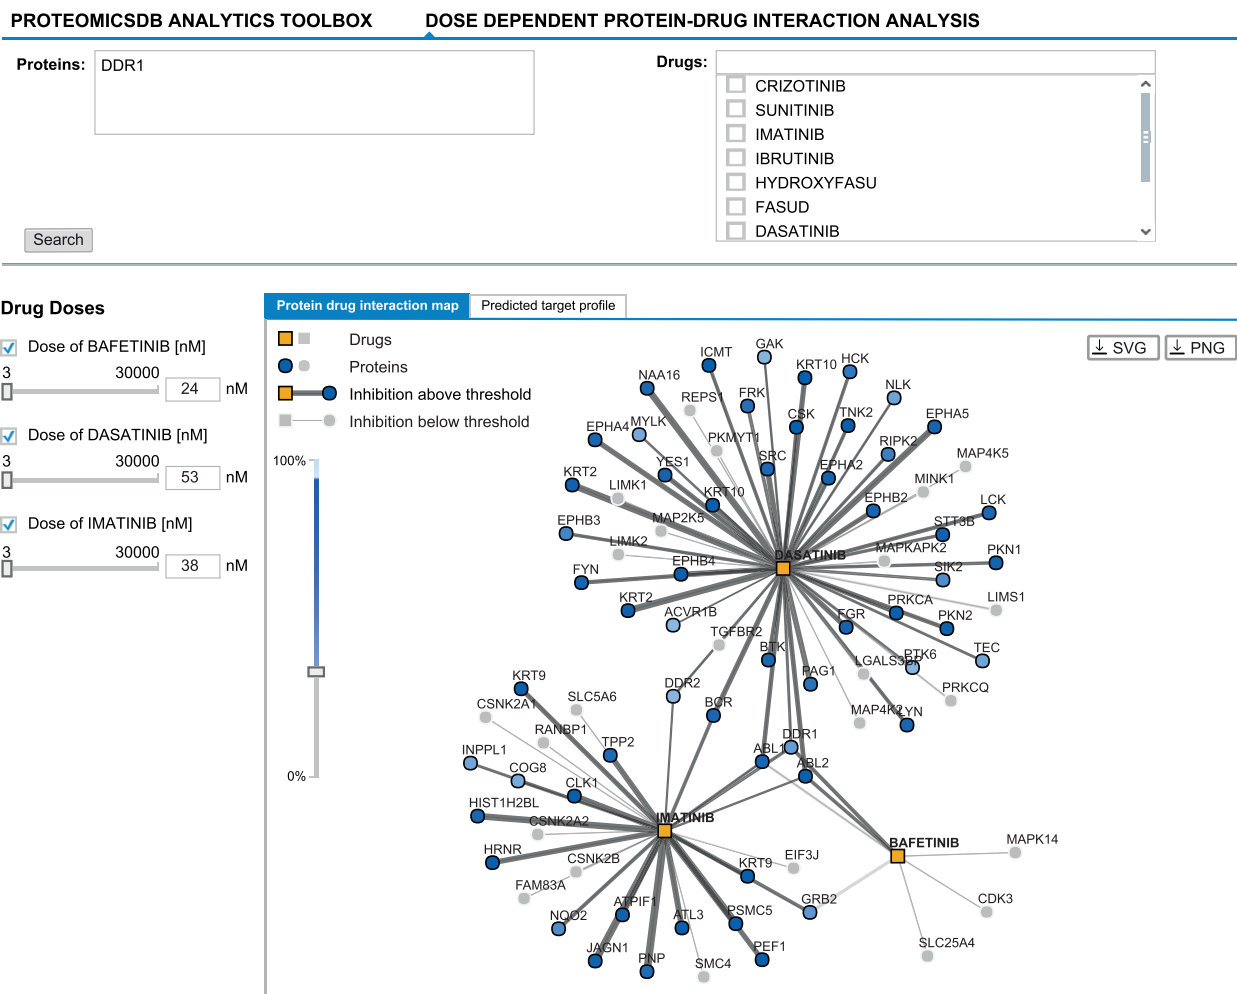 PROTEOMICSDB ANALYTICS TOOLBOX
DOSE DEPENDENT PROTEIN-DRUG INTERACTION ANALYSIS
Proteins:
DDR1
Drugs:
CRIZOTINIB
SUNITINIB
IMATINIB
IBRUTINIB
HYDROXYFASU
FASUD
DASATINIB
Search
Drug Doses
Dose of BAFETINIB [nM]
3 30000
24 nM
Dose of DASATINIB [nM]
3 30000
53 nM
Dose of IMATINIB [nM]
3 30000
38 nM
Protein drug interaction map
Predicted target profile
Drugs
Proteins
Inhibition above threshold
Inhibition below threshold
100%
0%
SVG
PNG
GAK
ICMT
HCK
KRT10
NAA16
NLK
REPS1
FRK
CSK
TNK2
EPHA5
EPHA4
MYLK
PKMYT1
RIPK2
MAP4K5
YES1
SRC
EPHA2
KRT2
LIMK1
KRT10
MINK1
EPHB2
LCK
EPHB3
MAP2K5
STT3B
LIMK2
DASATINIB
MAPKAPK2
PKN1
FYN
EPHB4
SIK2
KRT2
ACVR1B
FGR
PRKCA
LIMS1
PKN2
TGFBR2
BTK
LGALS3BP
PTK6
TEC
PAG1
PRKCQ
DDR2
BCR
MAP4K2
LYN
KRT9
SLC5A6
CSNK2A1
RANBP1
TPP2
DDR1
ABL1
ABL2
INPPL1
COG8
CLK1
HIST1H2BL
CSNK2A2
IMATINIB
BAFETINIB
MAPK14
HRNR
CSNK2B
KRT9
EIF3J
FAM83A
GRB2
CDK3
NQO2
ATPIF1
ATL3
PSMC5
SLC25A4
JAGN1
PNP
SMC4
PEF1